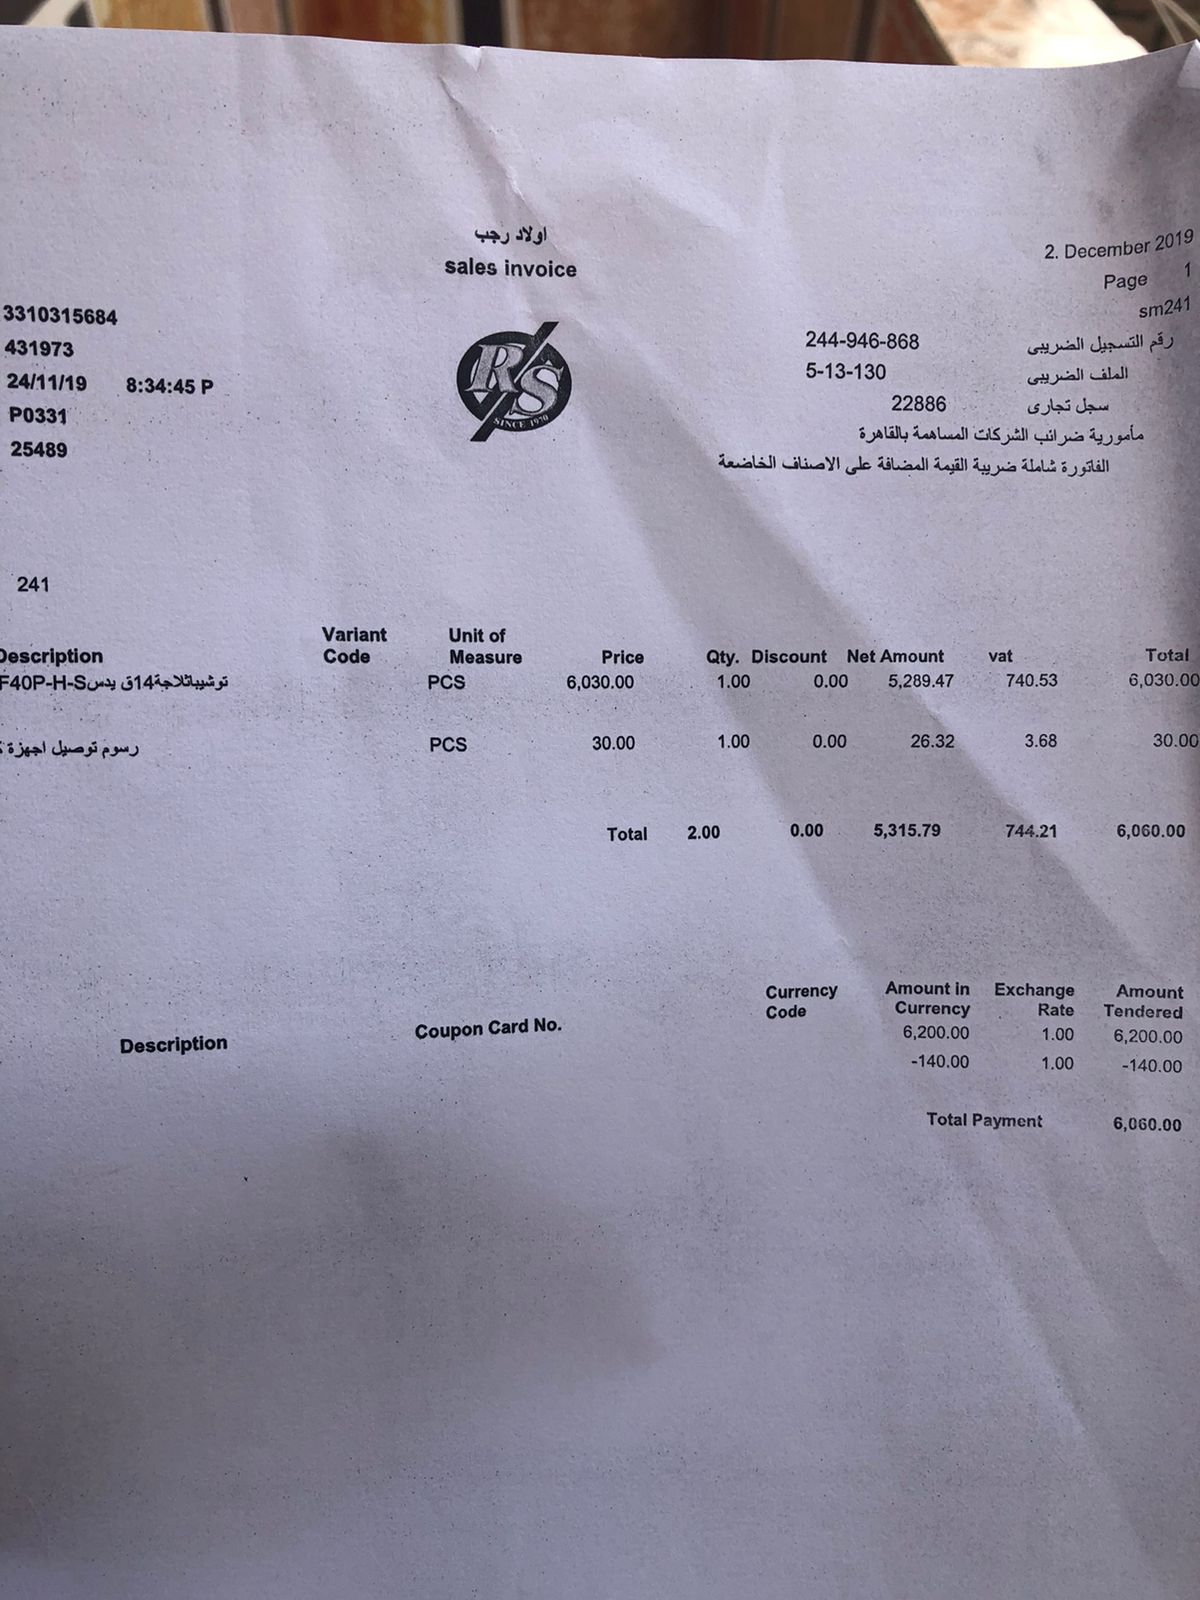 اولاد رجب
sales invoice
2. December 2019
Page 1
sm241
3310315684
431973
24/11/19 8:34:45 P
P0331
25489
RS
SINCE 1970
244-946-868 رقم التسجيل الضريبى
5-13-130 الملف الضريبى
22886 سجل تجارى
مأمورية ضرائب الشركات المساهمة بالقاهرة
الفاتورة شاملة ضريبة القيمة المضافة على الاصناف الخاضعة
241
Description Variant Code Unit of Measure Price Qty. Discount Net Amount vat Total
توشيباثلاجة14ق يدسF40P-H-S PCS 6,030.00 1.00 0.00 5,289.47 740.53 6,030.00
رسوم توصيل اجهزة PCS 30.00 1.00 0.00 26.32 3.68 30.00
Total 2.00 0.00 5,315.79 744.21 6,060.00
Description Coupon Card No. Currency Code Amount in Currency Exchange Rate Amount Tendered
6,200.00 1.00 6,200.00
-140.00 1.00 -140.00
Total Payment 6,060.00